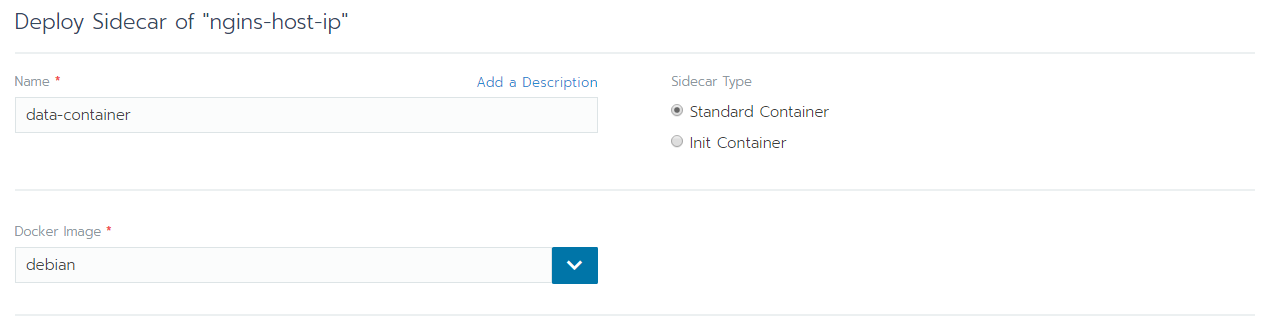 Deploy Sidecar of "ngins-host-ip"
Name *
Add a Description
data-container
Sidecar Type
Standard Container
Init Container
Docker Image *
debian